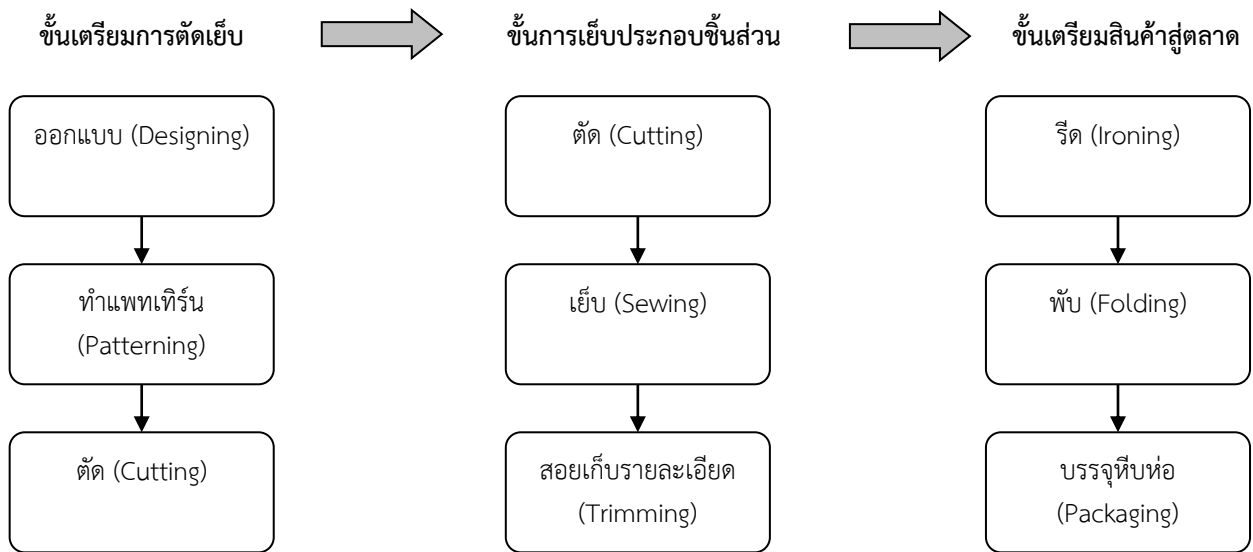 ขั้นเตรียมการตัดเย็บ
ขั้นการเย็บประกอบชิ้นส่วน
ขั้นเตรียมสินค้าสู่ตลาด
ออกแบบ (Designing)
ทำแพทเทิร์น
(Patterning)
ตัด (Cutting)
ตัด (Cutting)
เย็บ (Sewing)
สอยเก็บรายละเอียด
(Trimming)
รีด (Ironing)
พับ (Folding)
บรรจุหีบห่อ
(Packaging)